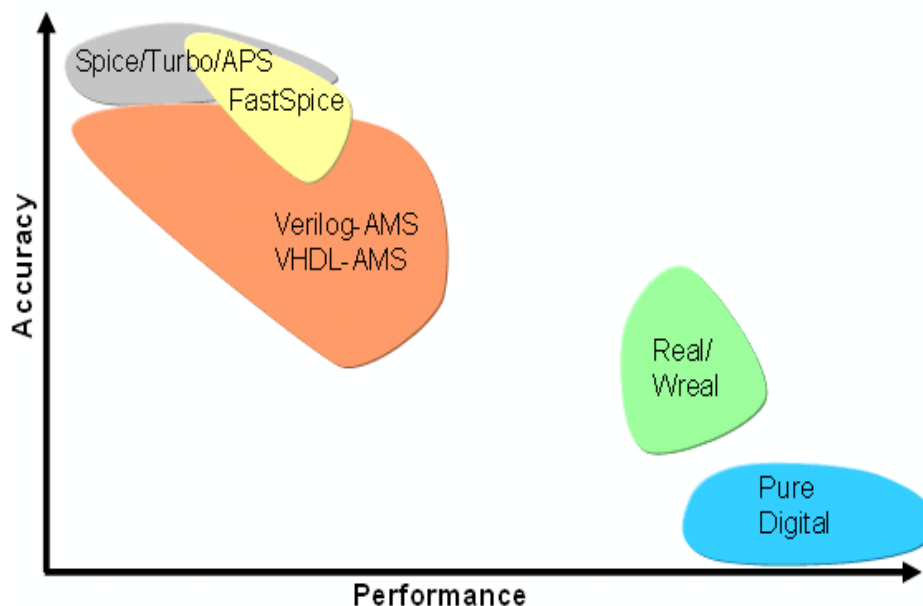 Spice/Turbo/APS
FastSpice
Verilog-AMS
VHDL-AMS
Real/
Wreal
Pure
Digital
Accuracy
Performance